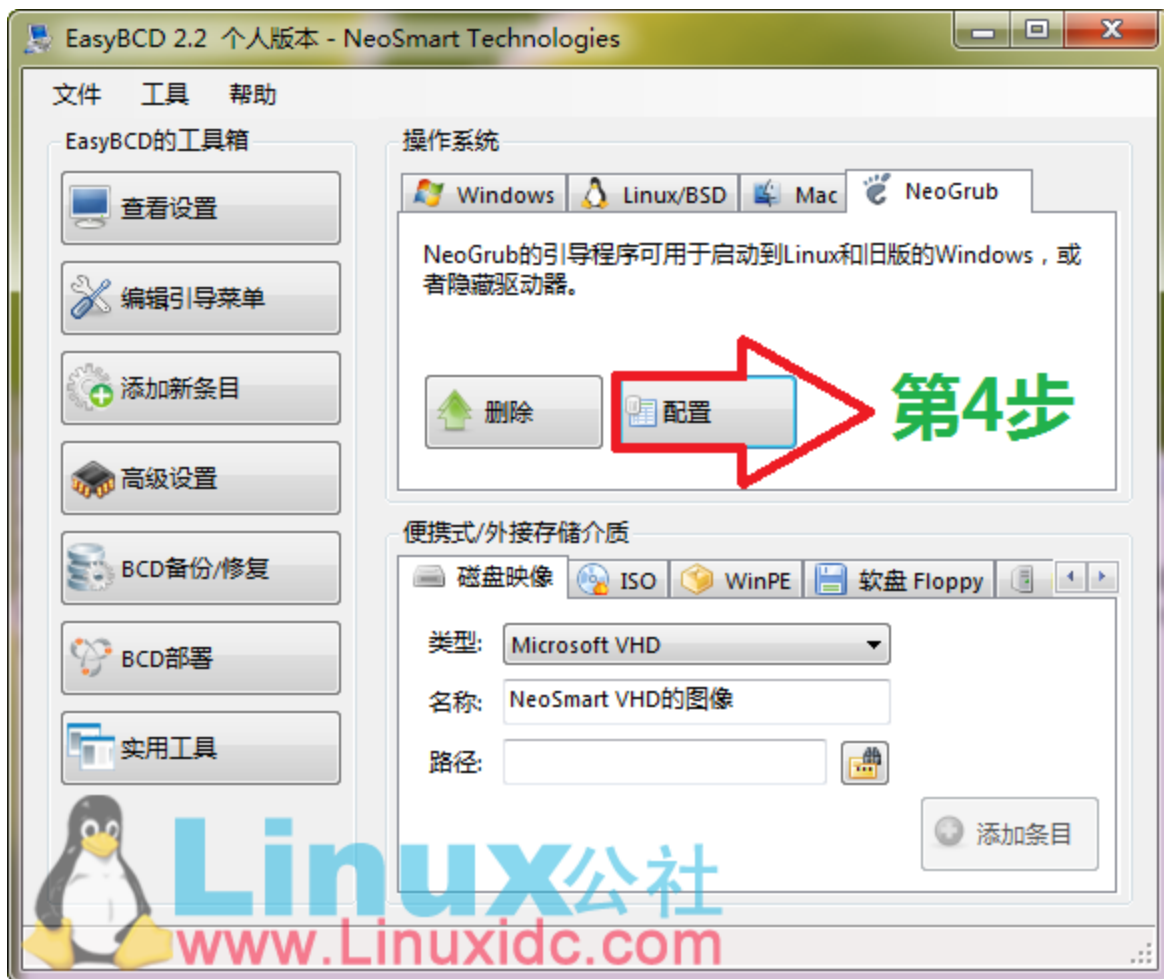 EasyBCD 2.2 个人版本 - NeoSmart Technologies
文件 工具 帮助
EasyBCD的工具箱
查看设置
编辑引导菜单
添加新条目
高级设置
BCD备份/修复
BCD部署
实用工具
操作系统
Windows Linux/BSD Mac NeoGrub
NeoGrub的引导程序可用于启动到Linux和旧版的Windows，或
者隐藏驱动器。
删除 配置 第4步
便携式/外接存储介质
磁盘映像 ISO WinPE 软盘 Floppy
类型: Microsoft VHD
名称: NeoSmart VHD的图像
路径:
添加条目
Linux公社
www.Linuxidc.com